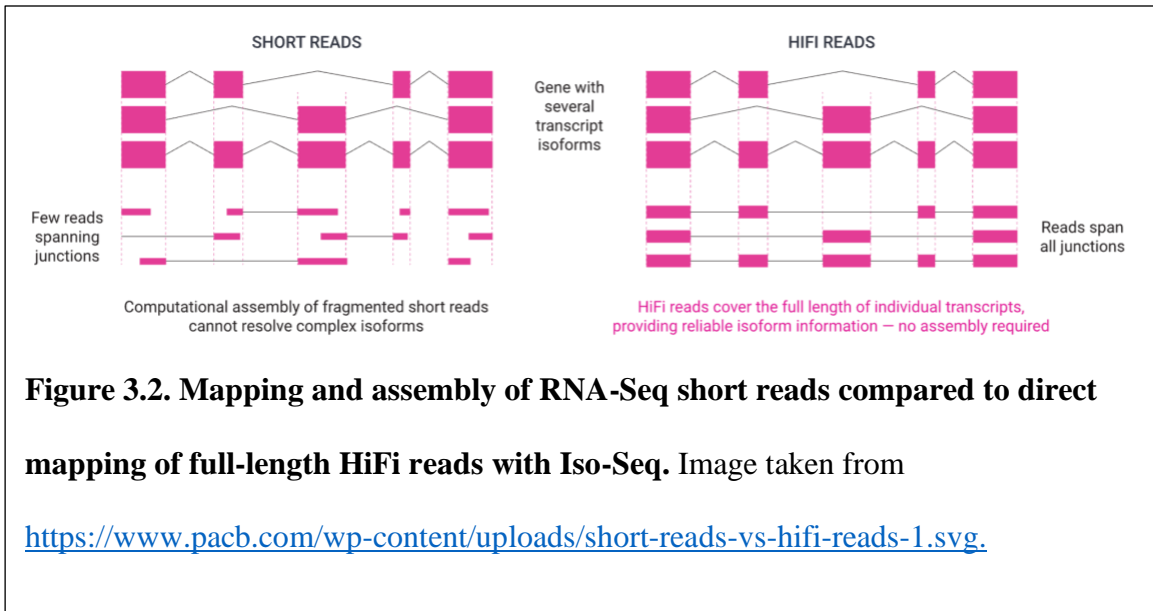 SHORT READS
HIFI READS
Gene with
several
transcript
isoforms
Few reads
spanning
junctions
Reads span
all junctions
Computational assembly of fragmented short reads
cannot resolve complex isoforms
HiFi reads cover the full length of individual transcripts,
providing reliable isoform information — no assembly required
Figure 3.2. Mapping and assembly of RNA-Seq short reads compared to direct
mapping of full-length HiFi reads with Iso-Seq. Image taken from
https://www.pacb.com/wp-content/uploads/short-reads-vs-hifi-reads-1.svg.